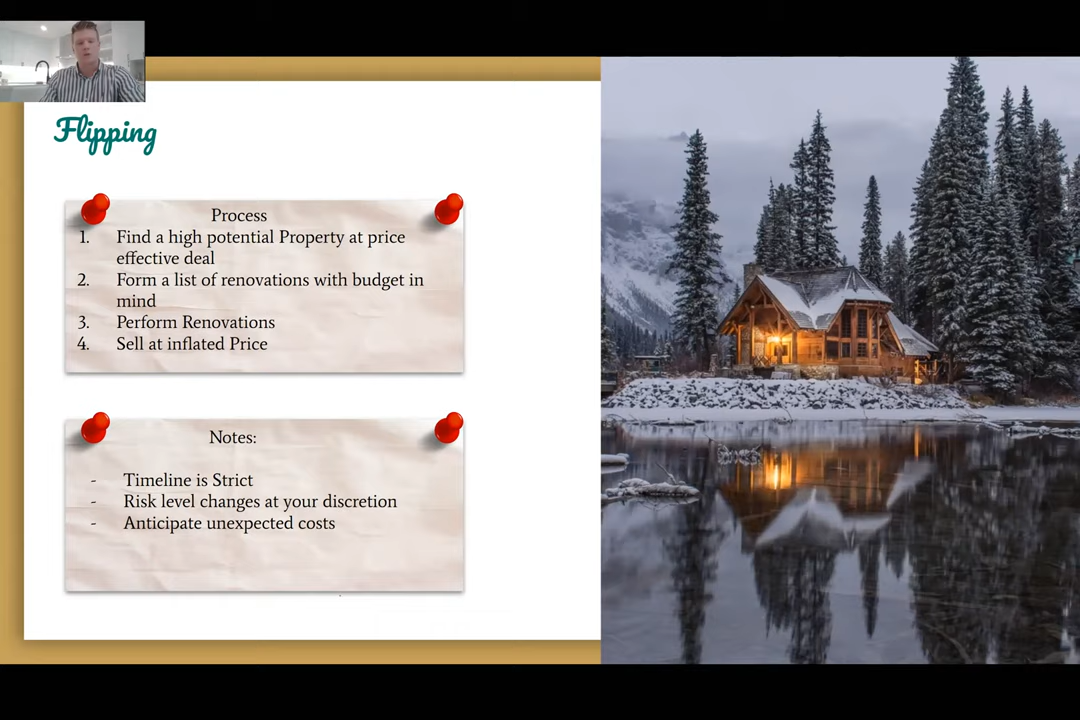 Flipping
Process
1. Find a high potential Property at price
effective deal
2. Form a list of renovations with budget in
mind
3. Perform Renovations
4. Sell at inflated Price
Notes:
- Timeline is Strict
- Risk level changes at your discretion
- Anticipate unexpected costs